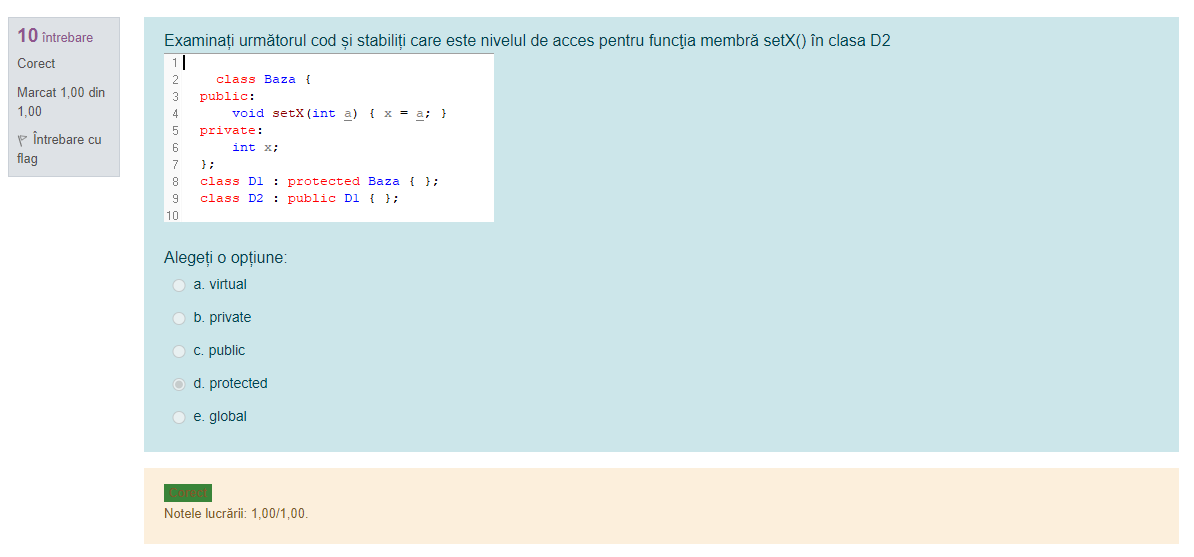 10 întrebare
Corect
Marcat 1,00 din
1,00
Întrebare cu
flag
Examinați următorul cod și stabiliți care este nivelul de acces pentru funcţia membră setX() în clasa D2
1
2 class Baza {
3 public:
4 void setX(int a) { x = a; }
5 private:
6 int x;
7 };
8 class D1 : protected Baza { };
9 class D2 : public D1 { };
10
Alegeți o opțiune:
a. virtual
b. private
c. public
d. protected
e. global
Corect
Notele lucrării: 1,00/1,00.